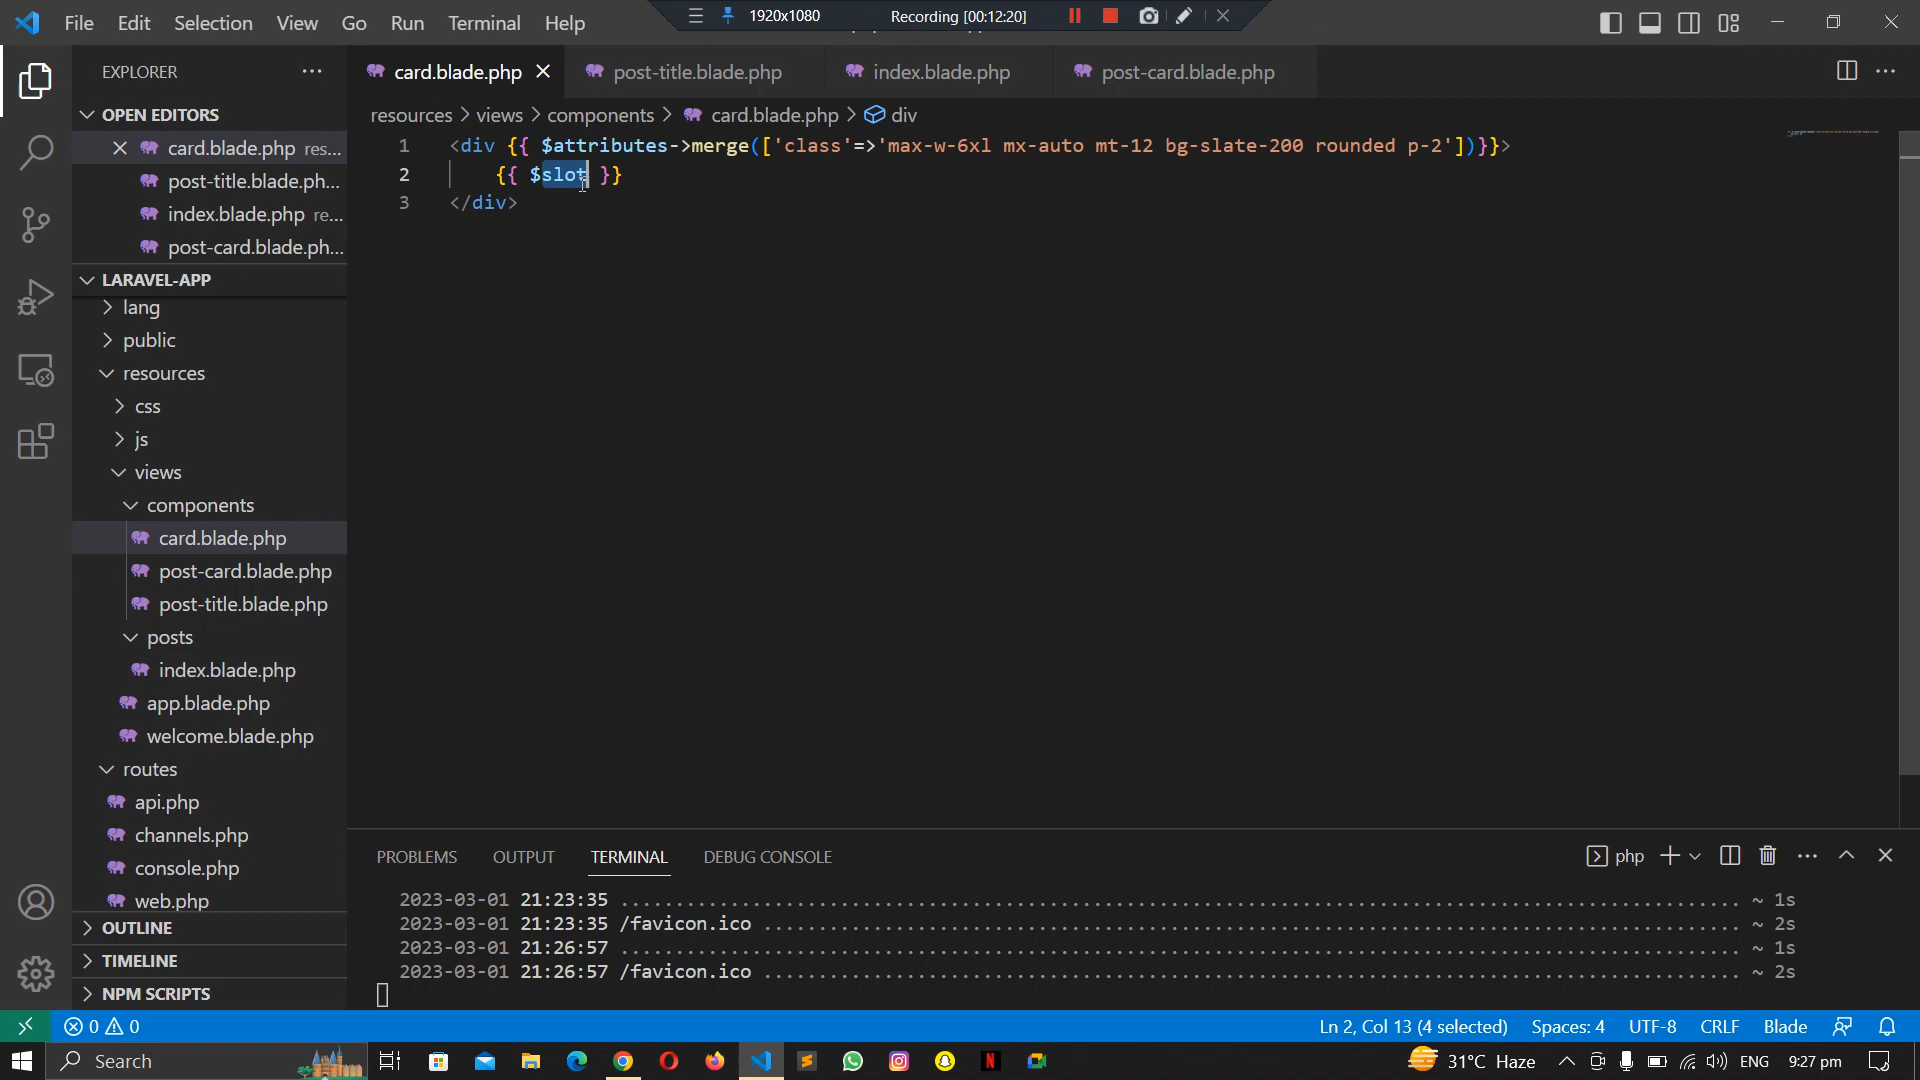 File Edit Selection View Go Run Terminal Help
1920x1080 Recording [00:12:20]
EXPLORER
card.blade.php post-title.blade.php index.blade.php post-card.blade.php
OPEN EDITORS
card.blade.php res...
post-title.blade.ph...
index.blade.php re...
post-card.blade.ph...
resources > views > components > card.blade.php > div
1 <div {{ $attributes->merge(['class'=>'max-w-6xl mx-auto mt-12 bg-slate-200 rounded p-2'])}}>
2 {{ $slot }}
3 </div>
LARAVEL-APP
lang
public
resources
css
js
views
components
card.blade.php
post-card.blade.php
post-title.blade.php
posts
index.blade.php
app.blade.php
welcome.blade.php
routes
api.php
channels.php
console.php
web.php
OUTLINE
TIMELINE
NPM SCRIPTS
PROBLEMS OUTPUT TERMINAL DEBUG CONSOLE
php
2023-03-01 21:23:35 .................................................................................................. ~ 1s
2023-03-01 21:23:35 /favicon.ico ..................................................................................... ~ 2s
2023-03-01 21:26:57 .................................................................................................. ~ 1s
2023-03-01 21:26:57 /favicon.ico ..................................................................................... ~ 2s
0 0 Ln 2, Col 13 (4 selected) Spaces: 4 UTF-8 CRLF Blade
Search 31°C Haze ENG 9:27 pm